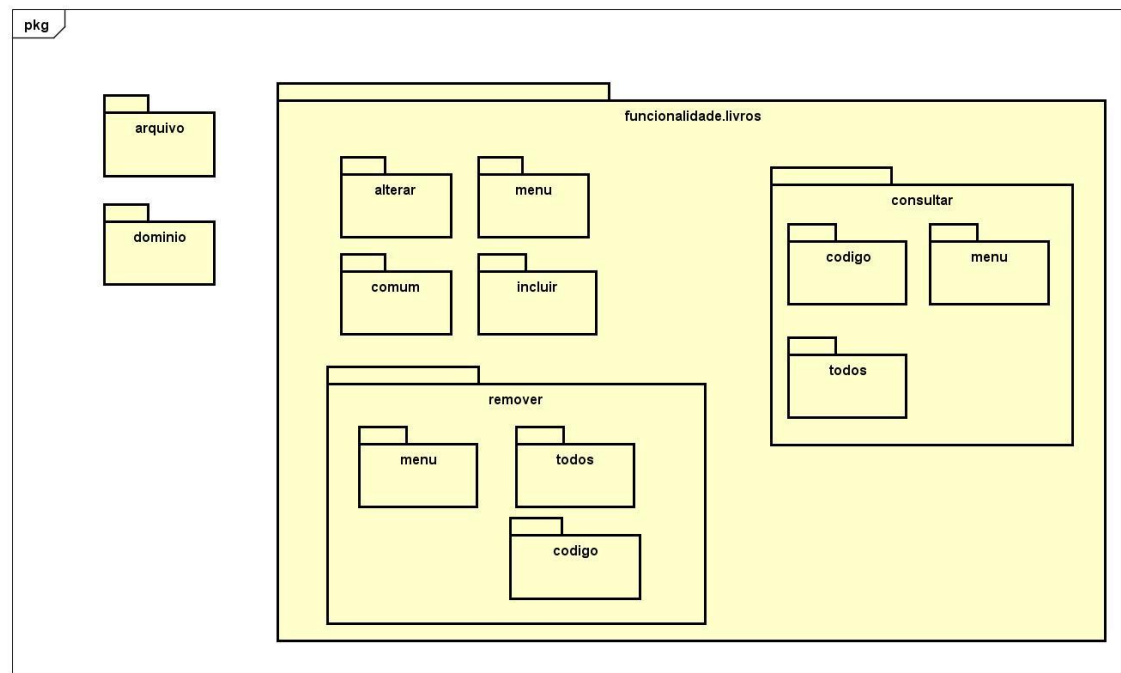 pkg
arquivo
dominio
funcionalidade.livros
alterar
menu
comum
incluir
consultar
codigo
menu
todos
remover
menu
todos
codigo